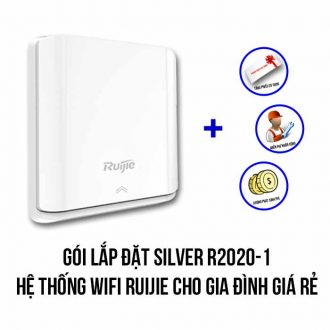 Ruijie
+
GÓI LẮP ĐẶT SILVER R2020-1
HỆ THỐNG WIFI RUIJIE CHO GIA ĐÌNH GIÁ RẺ